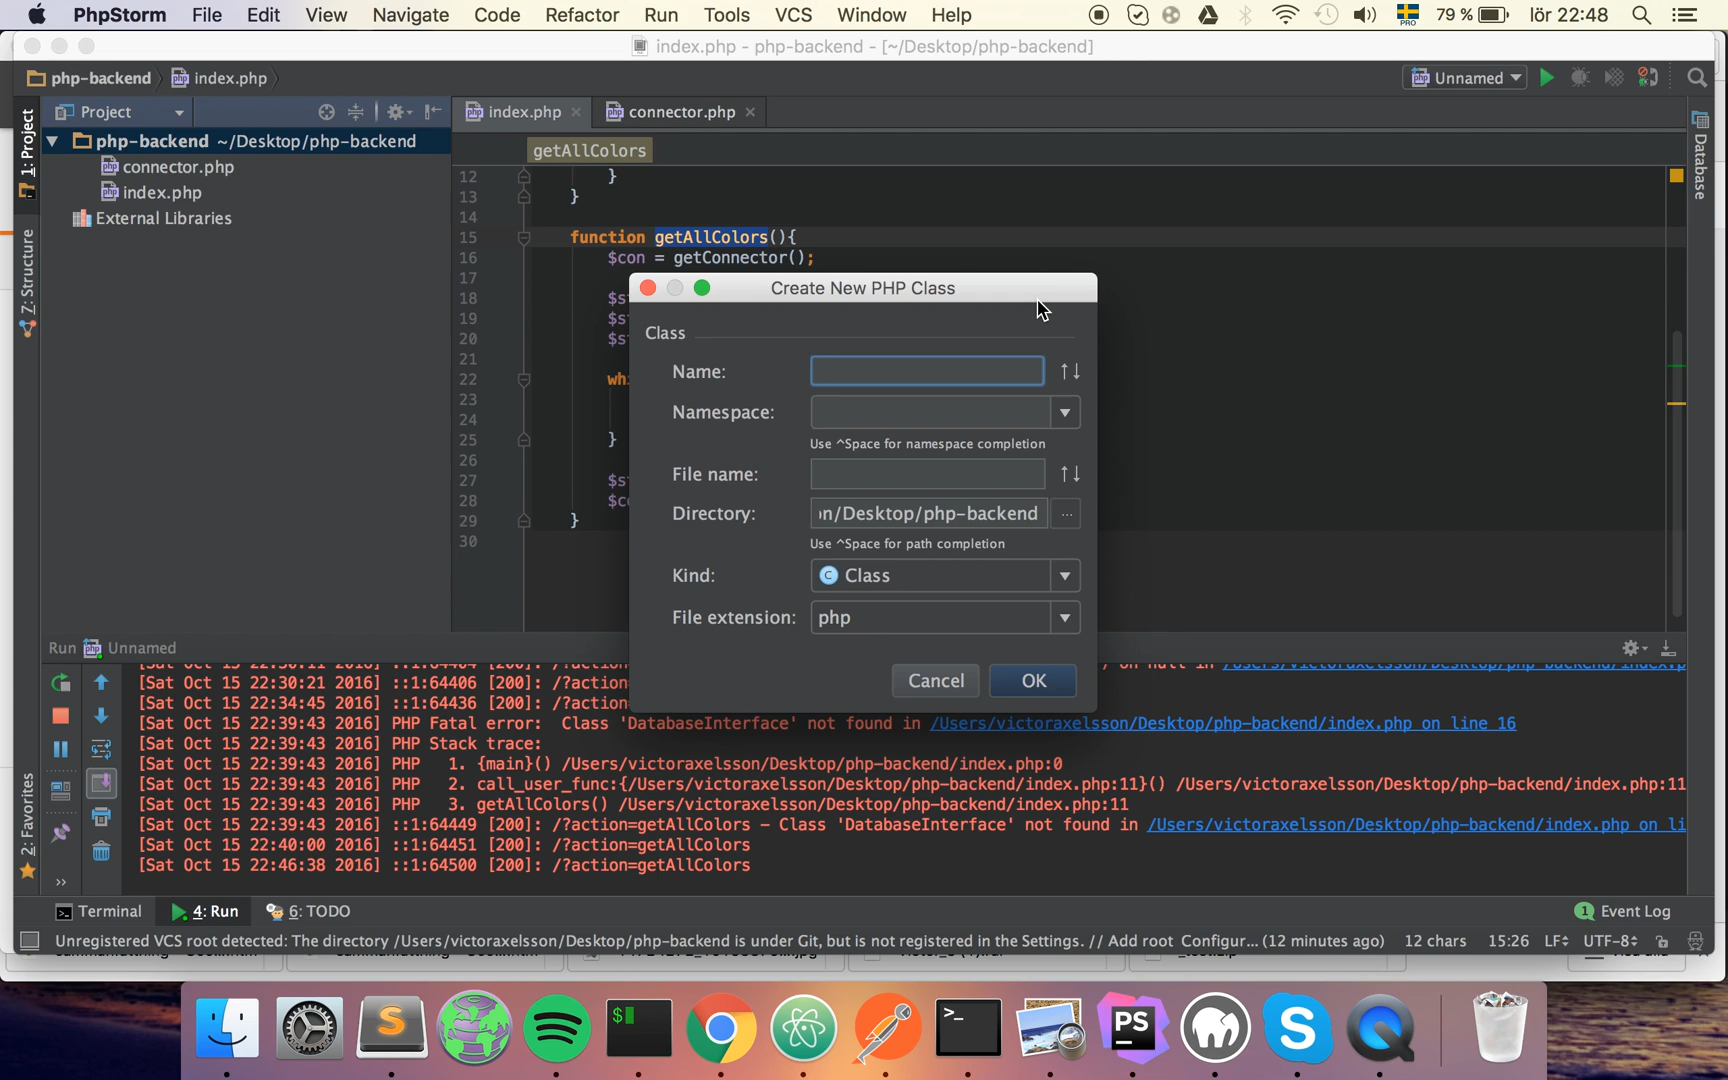 PhpStorm File Edit View Navigate Code Refactor Run Tools VCS Window Help PRO 79 % lör 22:48
index.php - php-backend - [~/Desktop/php-backend]
php-backend index.php Unnamed
Project index.php connector.php
1: Project
php-backend ~/Desktop/php-backend
connector.php
index.php
External Libraries
Z: Structure
2: Favorites
Database
getAllColors
12 }
13 }
14
15 function getAllColors(){
16 $con = getConnector();
17
18 $s
19 $s
20 $s
21
22 whi
23
24
25 }
26
27 $s
28 $c
29 }
30
Create New PHP Class
Class
Name:
Namespace:
Use ^Space for namespace completion
File name:
Directory: n/Desktop/php-backend ...
Use ^Space for path completion
Kind: C Class
File extension: php
Cancel OK
Run Unnamed
[Sat Oct 15 22:30:21 2016] ::1:64406 [200]: /?action
[Sat Oct 15 22:34:45 2016] ::1:64436 [200]: /?action
[Sat Oct 15 22:39:43 2016] PHP Fatal error: Class 'DatabaseInterface' not found in /Users/victoraxelsson/Desktop/php-backend/index.php on line 16
[Sat Oct 15 22:39:43 2016] PHP Stack trace:
[Sat Oct 15 22:39:43 2016] PHP 1. {main}() /Users/victoraxelsson/Desktop/php-backend/index.php:0
[Sat Oct 15 22:39:43 2016] PHP 2. call_user_func:{/Users/victoraxelsson/Desktop/php-backend/index.php:11}() /Users/victoraxelsson/Desktop/php-backend/index.php:11
[Sat Oct 15 22:39:43 2016] PHP 3. getAllColors() /Users/victoraxelsson/Desktop/php-backend/index.php:11
[Sat Oct 15 22:39:43 2016] ::1:64449 [200]: /?action=getAllColors - Class 'DatabaseInterface' not found in /Users/victoraxelsson/Desktop/php-backend/index.php on li
[Sat Oct 15 22:40:00 2016] ::1:64451 [200]: /?action=getAllColors
[Sat Oct 15 22:46:38 2016] ::1:64500 [200]: /?action=getAllColors
Terminal 4: Run 6: TODO 1 Event Log
Unregistered VCS root detected: The directory /Users/victoraxelsson/Desktop/php-backend is under Git, but is not registered in the Settings. // Add root Configur... (12 minutes ago) 12 chars 15:26 LF UTF-8
S $ >_ PS S